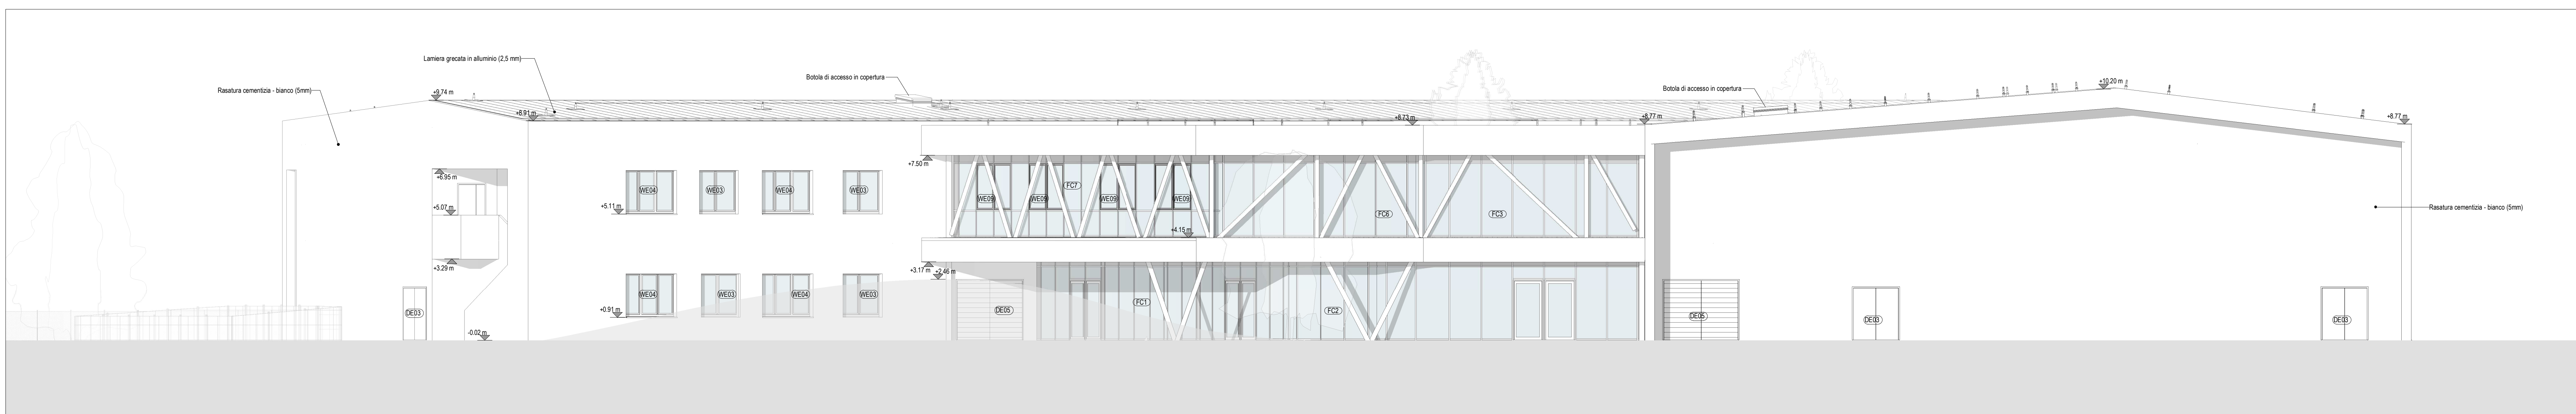 Lamiera grecata in alluminio (2,5 mm)
Botola di accesso in copertura
Botola di accesso in copertura
+10.20 m
Rasatura cementizia - bianco (5mm)
+9.74 m
+8.91 m
+8.73 m
+8.77 m
+8.77 m
+7.50 m
+6.95 m
+5.07 m
+5.11 m
WE04
WE03
WE04
WE03
WE09
WE09
FC7
WE09
WE09
FC6
FC3
Rasatura cementizia - bianco (5mm)
+4.15 m
+3.29 m
+3.17 m
+2.46 m
WE04
WE03
WE04
WE03
+0.91 m
DE03
-0.02 m
DE05
FC1
FC2
DE05
DE03
DE03